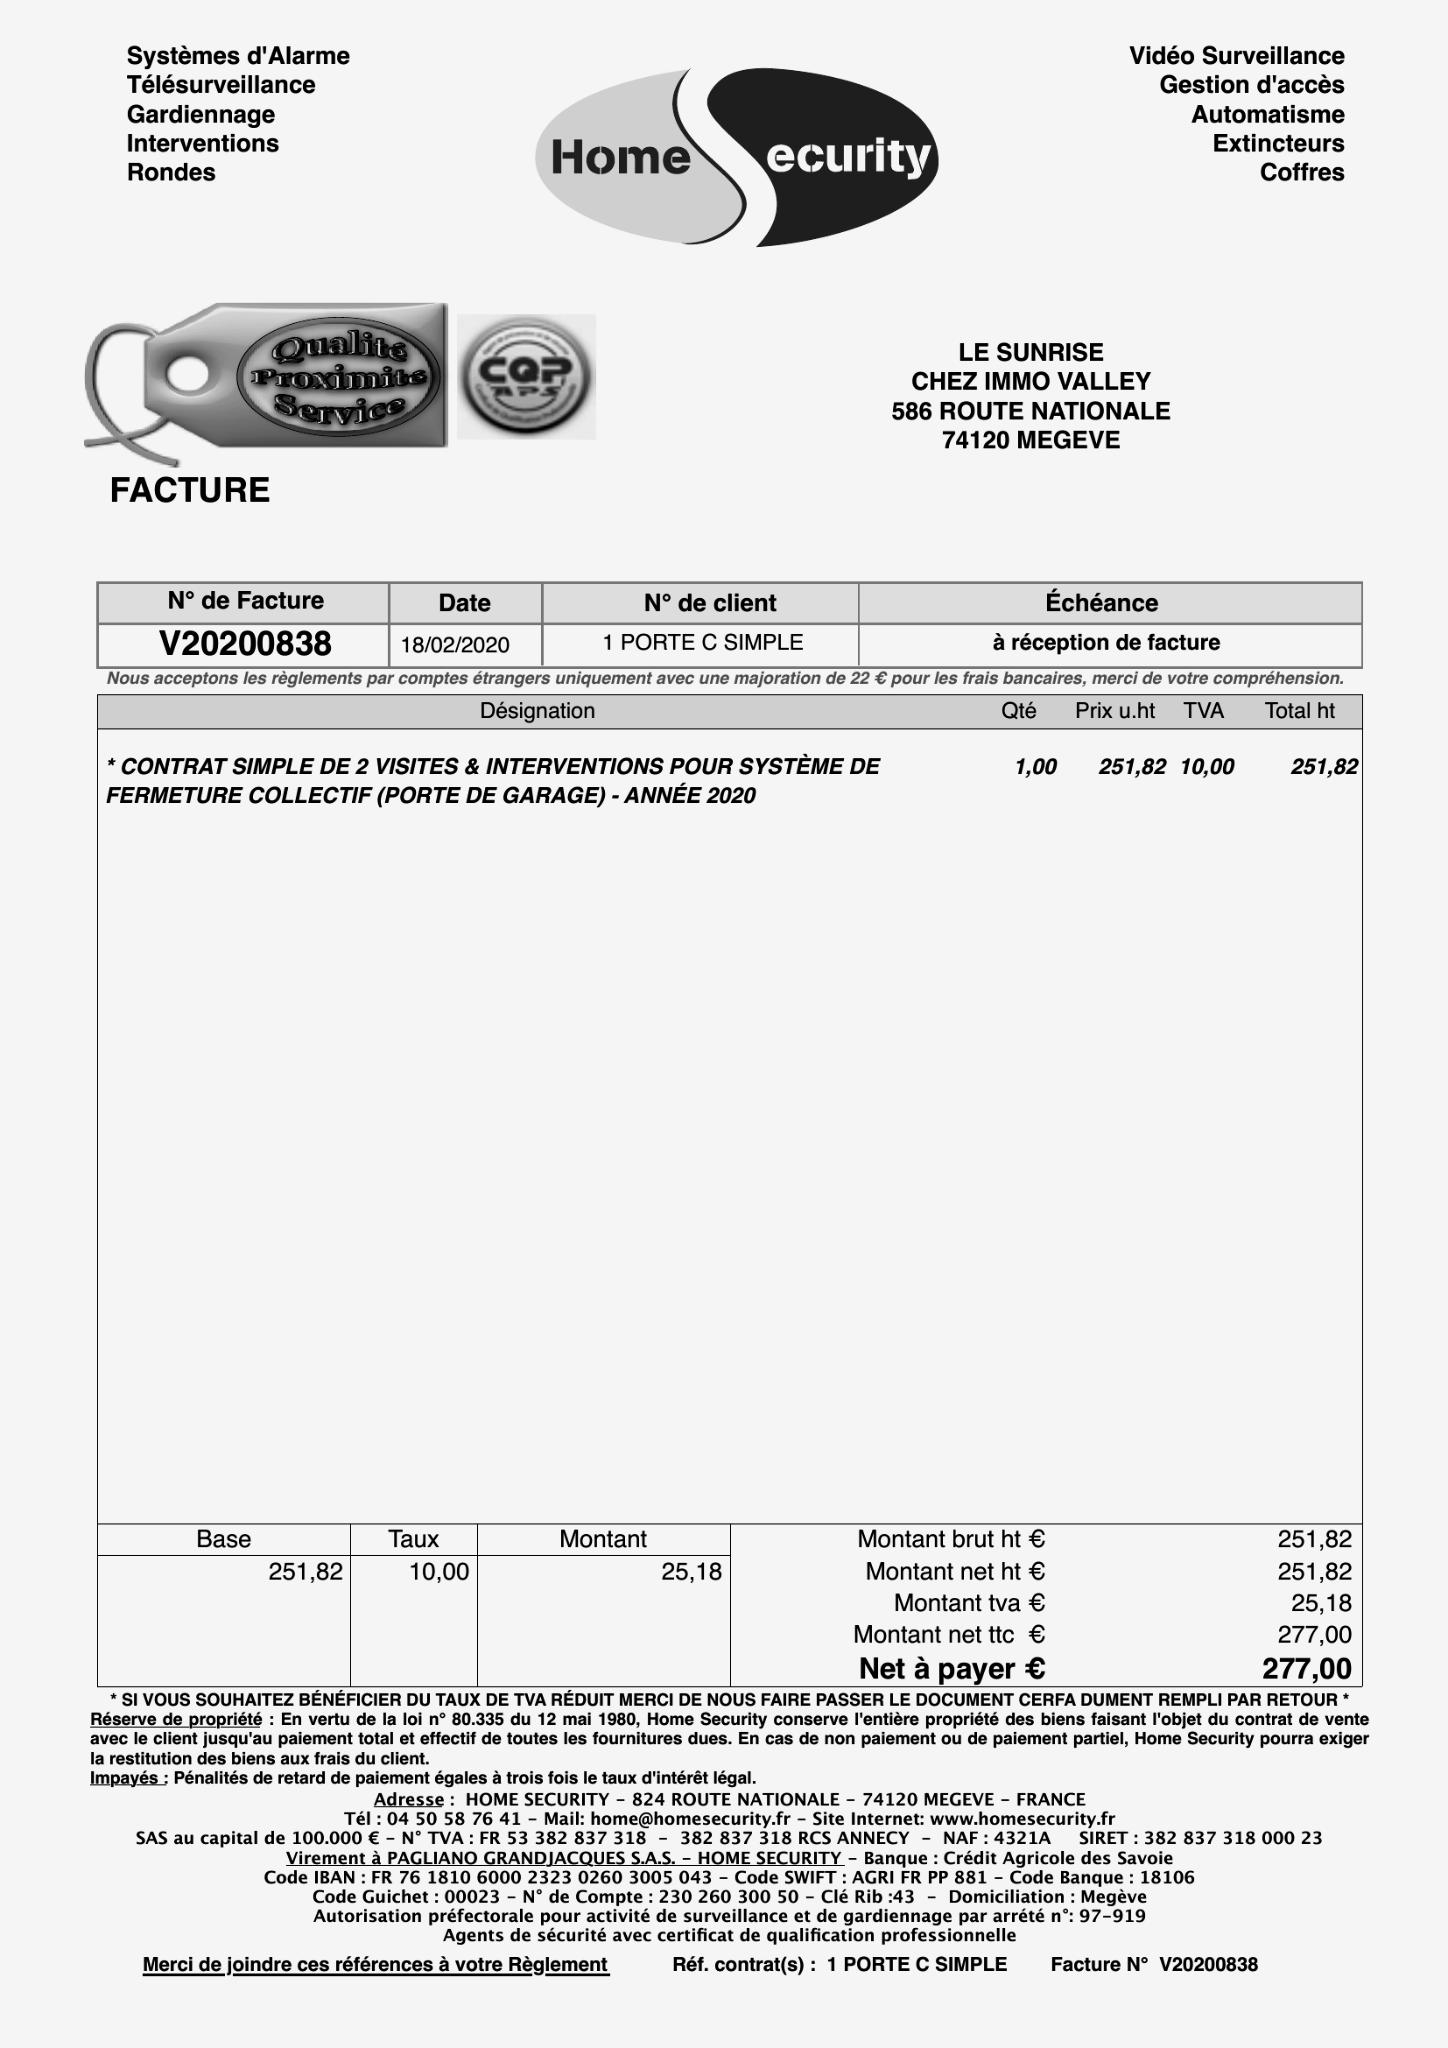 Systèmes d'Alarme
Télésurveillance
Gardiennage
Interventions
Rondes
Home Security
Vidéo Surveillance
Gestion d'accès
Automatisme
Extincteurs
Coffres
Qualité
Proximité
Service
CQP
APS
LE SUNRISE
CHEZ IMMO VALLEY
586 ROUTE NATIONALE
74120 MEGEVE
FACTURE
N° de Facture Date N° de client Échéance
V20200838 18/02/2020 1 PORTE C SIMPLE à réception de facture
Nous acceptons les règlements par comptes étrangers uniquement avec une majoration de 22 € pour les frais bancaires, merci de votre compréhension.
Désignation Qté Prix u.ht TVA Total ht
* CONTRAT SIMPLE DE 2 VISITES & INTERVENTIONS POUR SYSTÈME DE 1,00 251,82 10,00 251,82
FERMETURE COLLECTIF (PORTE DE GARAGE) - ANNÉE 2020
Base Taux Montant Montant brut ht € 251,82
251,82 10,00 25,18 Montant net ht € 251,82
Montant tva € 25,18
Montant net ttc € 277,00
Net à payer € 277,00
* SI VOUS SOUHAITEZ BÉNÉFICIER DU TAUX DE TVA RÉDUIT MERCI DE NOUS FAIRE PASSER LE DOCUMENT CERFA DUMENT REMPLI PAR RETOUR *
Réserve de propriété : En vertu de la loi n° 80.335 du 12 mai 1980, Home Security conserve l'entière propriété des biens faisant l'objet du contrat de vente
avec le client jusqu'au paiement total et effectif de toutes les fournitures dues. En cas de non paiement ou de paiement partiel, Home Security pourra exiger
la restitution des biens aux frais du client.
Impayés : Pénalités de retard de paiement égales à trois fois le taux d'intérêt légal.
Adresse : HOME SECURITY – 824 ROUTE NATIONALE – 74120 MEGEVE – FRANCE
Tél : 04 50 58 76 41 – Mail: home@homesecurity.fr – Site Internet: www.homesecurity.fr
SAS au capital de 100.000 € – N° TVA : FR 53 382 837 318 – 382 837 318 RCS ANNECY – NAF : 4321A SIRET : 382 837 318 000 23
Virement à PAGLIANO GRANDJACQUES S.A.S. – HOME SECURITY – Banque : Crédit Agricole des Savoie
Code IBAN : FR 76 1810 6000 2323 0260 3005 043 – Code SWIFT : AGRI FR PP 881 – Code Banque : 18106
Code Guichet : 00023 – N° de Compte : 230 260 300 50 – Clé Rib :43 – Domiciliation : Megève
Autorisation préfectorale pour activité de surveillance et de gardiennage par arrété n°: 97–919
Agents de sécurité avec certificat de qualification professionnelle
Merci de joindre ces références à votre Règlement Réf. contrat(s) : 1 PORTE C SIMPLE Facture N° V20200838